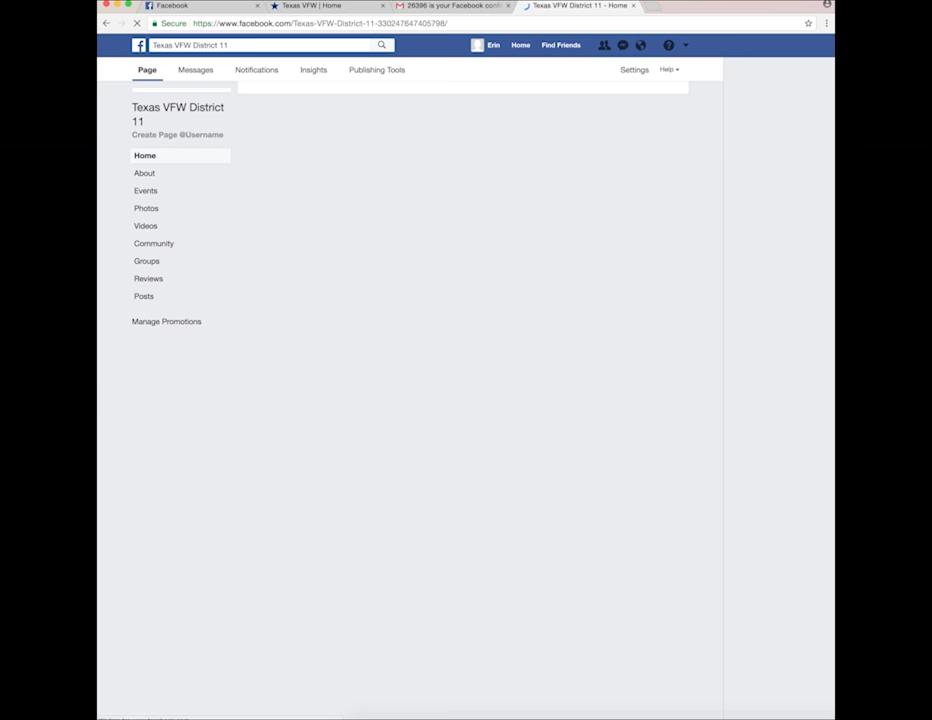 Facebook
Texas VFW | Home
26396 is your Facebook conf
Texas VFW District 11 - Home
Secure
https://www.facebook.com/Texas-VFW-District-11-330247647405798/
Texas VFW District 11
Erin
Home
Find Friends
Page
Messages
Notifications
Insights
Publishing Tools
Settings
Help
Texas VFW District
11
Create Page @Username
Home
About
Events
Photos
Videos
Community
Groups
Reviews
Posts
Manage Promotions